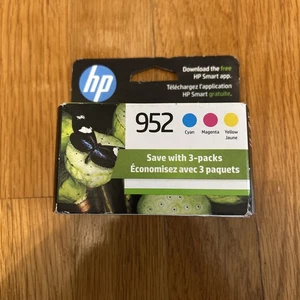 Download the free
HP Smart app.
Téléchargez l'application
HP Smart gratuite.
hp
952
Cyan
Magenta
Yellow
Jaune
Save with 3-packs
Économisez avec 3 paquets